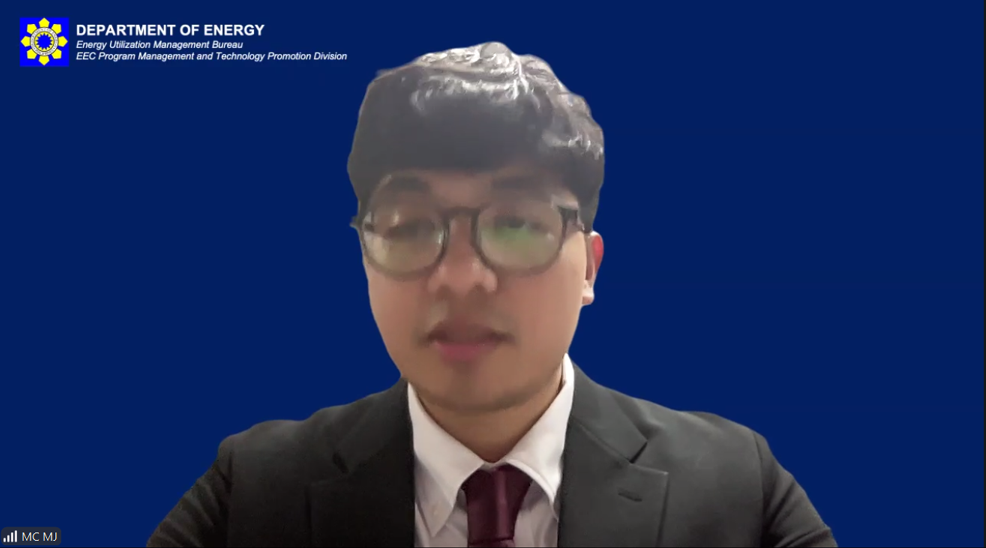 DEPARTMENT OF ENERGY
Energy Utilization Management Bureau
EEC Program Management and Technology Promotion Division
MC MJ